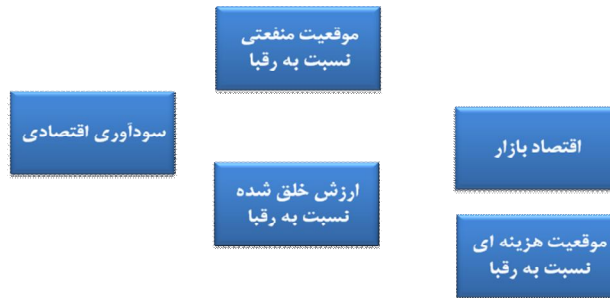 موقعیت منفعتی
نسبت به رقبا
سودآوری اقتصادی
اقتصاد بازار
ارزش خلق شده
نسبت به رقبا
موقعیت هزینه ای
نسبت به رقبا